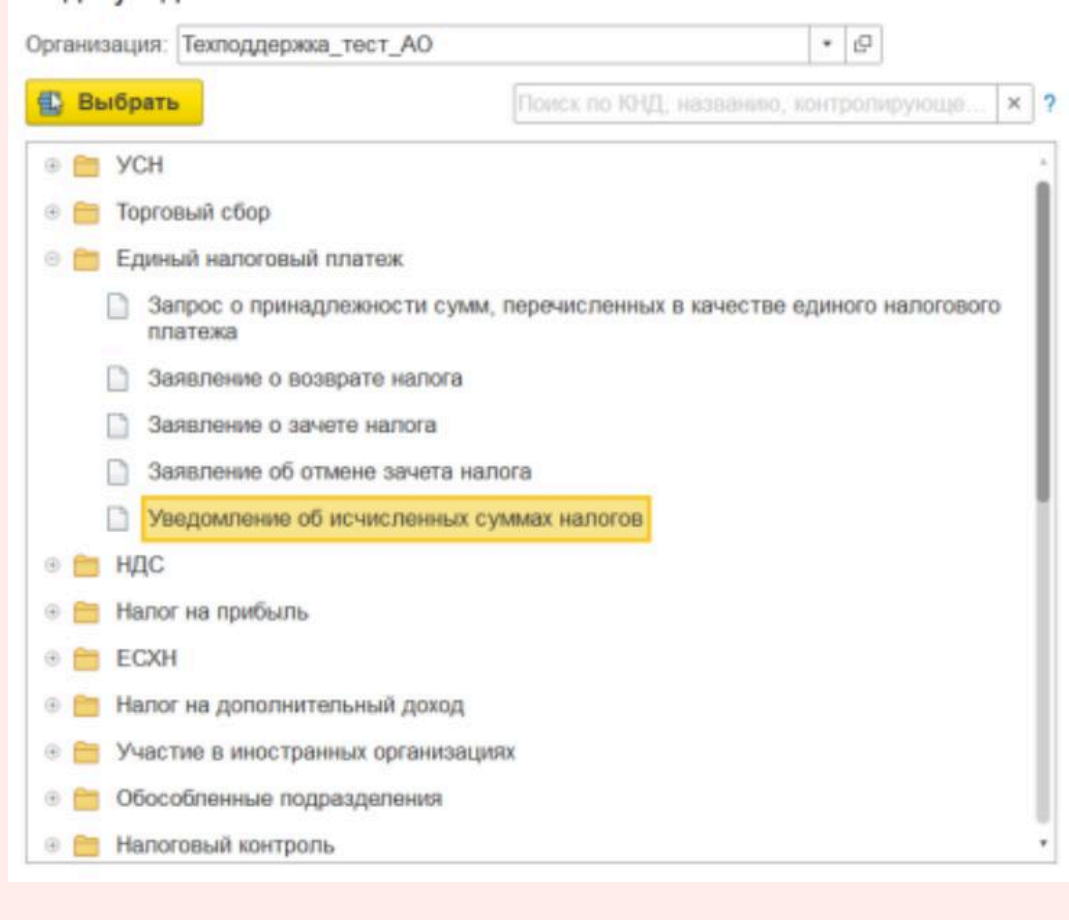 Организация: Техподдержка_тест_АО
Выбрать
Поиск по КНД, названию, контролирующе...
× ?
УСН
Торговый сбор
Единый налоговый платеж
Запрос о принадлежности сумм, перечисленных в качестве единого налогового
платежа
Заявление о возврате налога
Заявление о зачете налога
Заявление об отмене зачета налога
Уведомление об исчисленных суммах налогов
НДС
Налог на прибыль
ЕСХН
Налог на дополнительный доход
Участие в иностранных организациях
Обособленные подразделения
Налоговый контроль